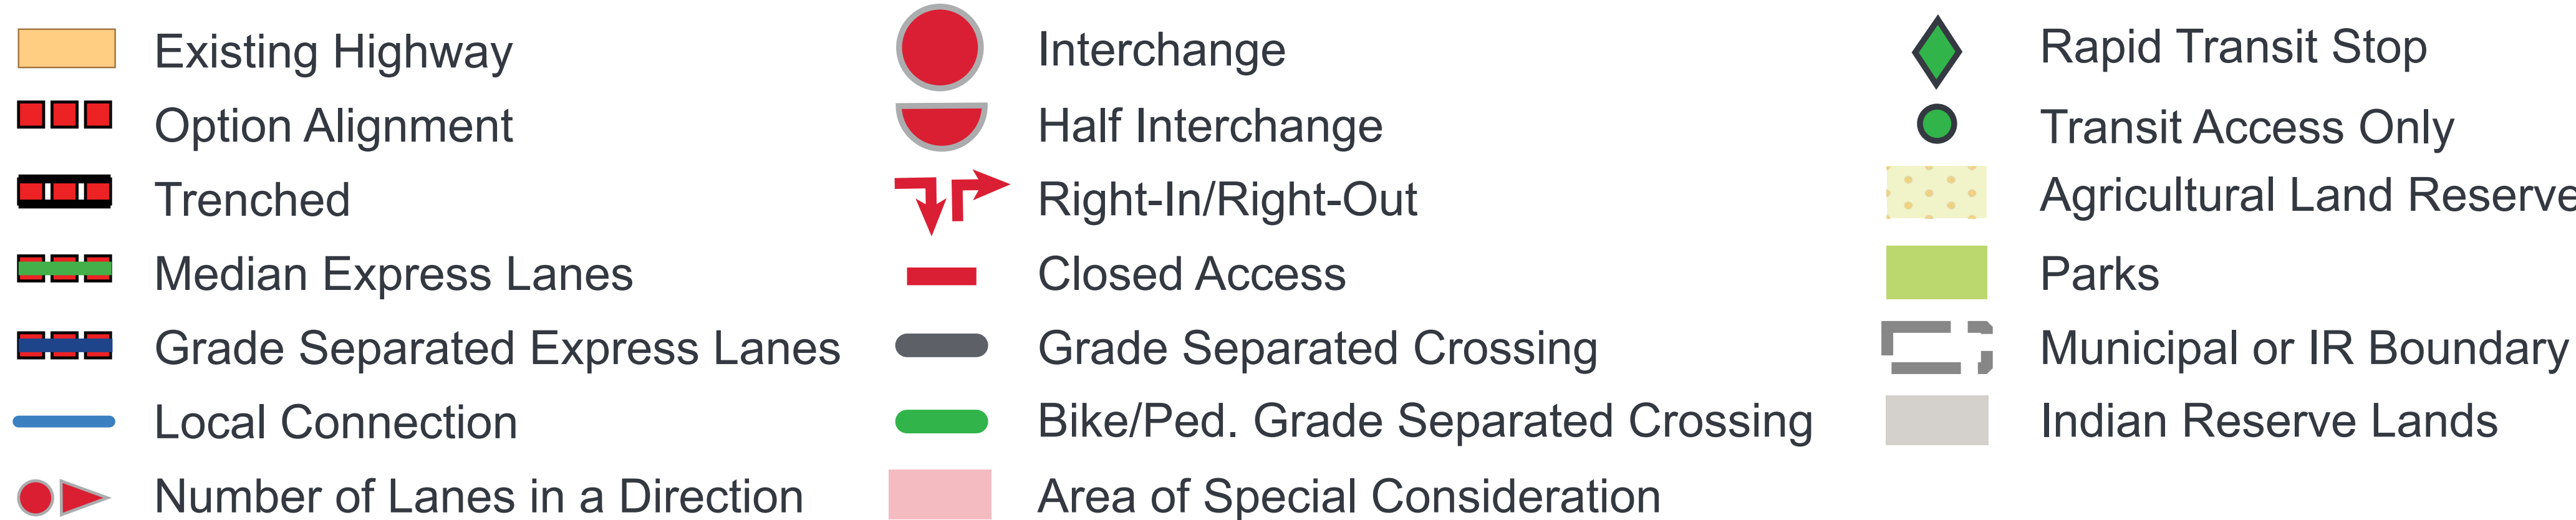 Existing Highway
Option Alignment
Trenched
Median Express Lanes
Grade Separated Express Lanes
Local Connection
Number of Lanes in a Direction
Interchange
Half Interchange
Right-In/Right-Out
Closed Access
Grade Separated Crossing
Bike/Ped. Grade Separated Crossing
Area of Special Consideration
Rapid Transit Stop
Transit Access Only
Agricultural Land Reserve
Parks
Municipal or IR Boundary
Indian Reserve Lands